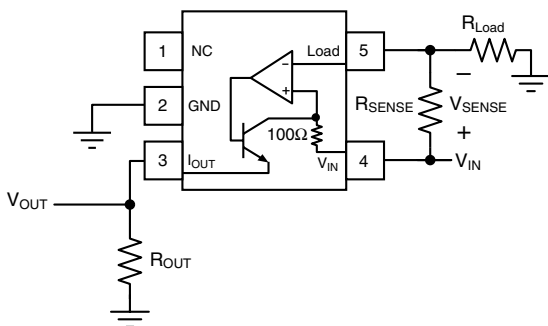 R_Load
1 NC
Load 5
−
−
+
2 GND
R_SENSE
V_SENSE
100Ω
+
3 I_OUT
V_IN 4
V_IN
V_OUT
R_OUT